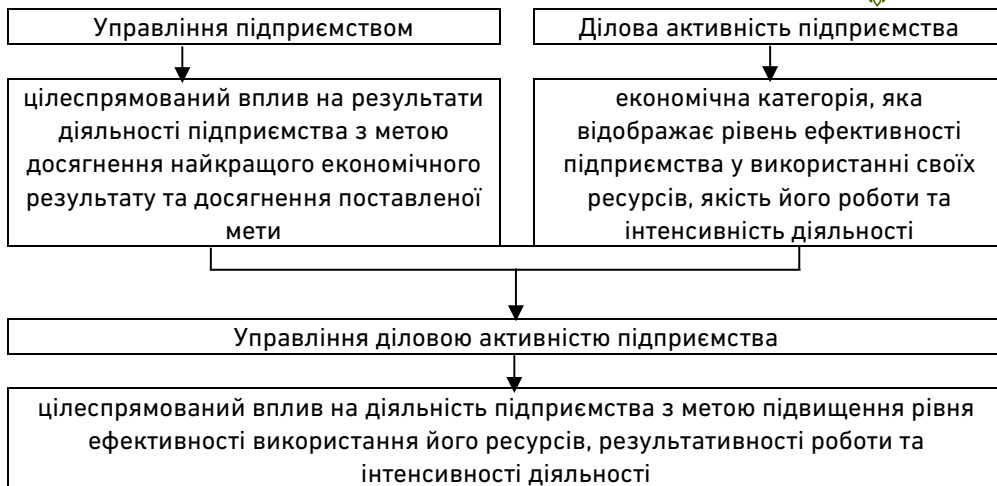 Управління підприємством
Ділова активність підприємства
цілеспрямований вплив на результати
діяльності підприємства з метою
досягнення найкращого економічного
результату та досягнення поставленої
мети
економічна категорія, яка
відображає рівень ефективності
підприємства у використанні своїх
ресурсів, якість його роботи та
інтенсивність діяльності
Управління діловою активністю підприємства
цілеспрямований вплив на діяльність підприємства з метою підвищення рівня
ефективності використання його ресурсів, результативності роботи та
інтенсивності діяльності